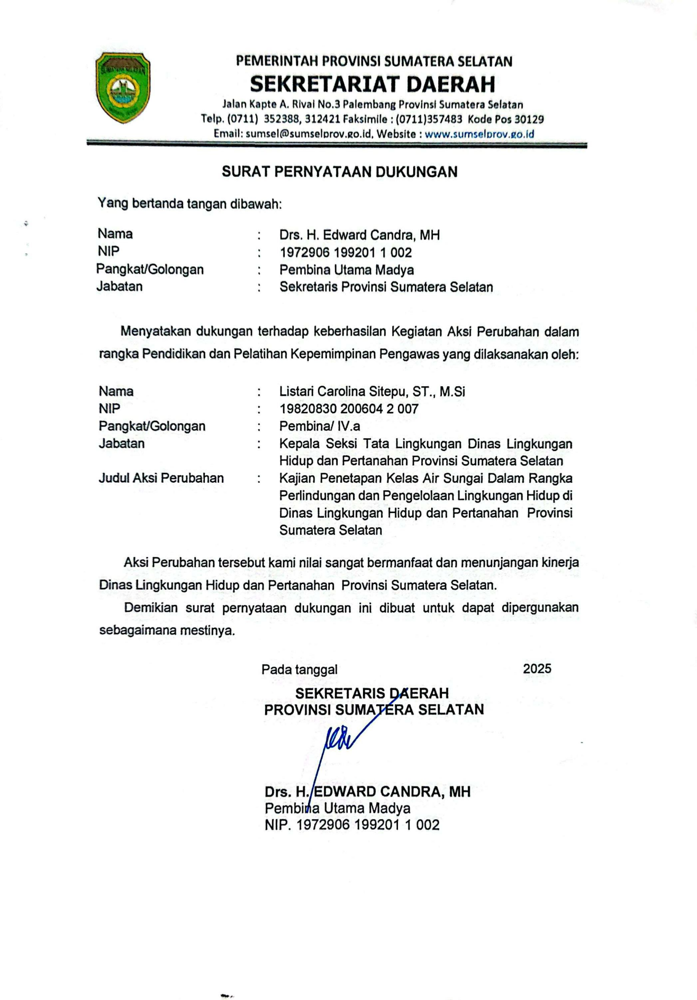 PEMERINTAH PROVINSI SUMATERA SELATAN
SEKRETARIAT DAERAH
Jalan Kapte A. Rivai No.3 Palembang Provinsi Sumatera Selatan
Telp. (0711) 352388, 312421 Faksimile : (0711)357483 Kode Pos 30129
Email: sumsel@sumselprov.go.id, Website : www.sumselprov.go.id
SURAT PERNYATAAN DUKUNGAN
Yang bertanda tangan dibawah:
Nama : Drs. H. Edward Candra, MH
NIP : 1972906 199201 1 002
Pangkat/Golongan : Pembina Utama Madya
Jabatan : Sekretaris Provinsi Sumatera Selatan
Menyatakan dukungan terhadap keberhasilan Kegiatan Aksi Perubahan dalam
rangka Pendidikan dan Pelatihan Kepemimpinan Pengawas yang dilaksanakan oleh:
Nama : Listari Carolina Sitepu, ST., M.Si
NIP : 19820830 200604 2 007
Pangkat/Golongan : Pembina/ IV.a
Jabatan : Kepala Seksi Tata Lingkungan Dinas Lingkungan
Hidup dan Pertanahan Provinsi Sumatera Selatan
Judul Aksi Perubahan : Kajian Penetapan Kelas Air Sungai Dalam Rangka
Perlindungan dan Pengelolaan Lingkungan Hidup di
Dinas Lingkungan Hidup dan Pertanahan Provinsi
Sumatera Selatan
Aksi Perubahan tersebut kami nilai sangat bermanfaat dan menunjangan kinerja
Dinas Lingkungan Hidup dan Pertanahan Provinsi Sumatera Selatan.
Demikian surat pernyataan dukungan ini dibuat untuk dapat dipergunakan
sebagaimana mestinya.
Pada tanggal 2025
SEKRETARIS DAERAH
PROVINSI SUMATERA SELATAN
Drs. H. EDWARD CANDRA, MH
Pembina Utama Madya
NIP. 1972906 199201 1 002